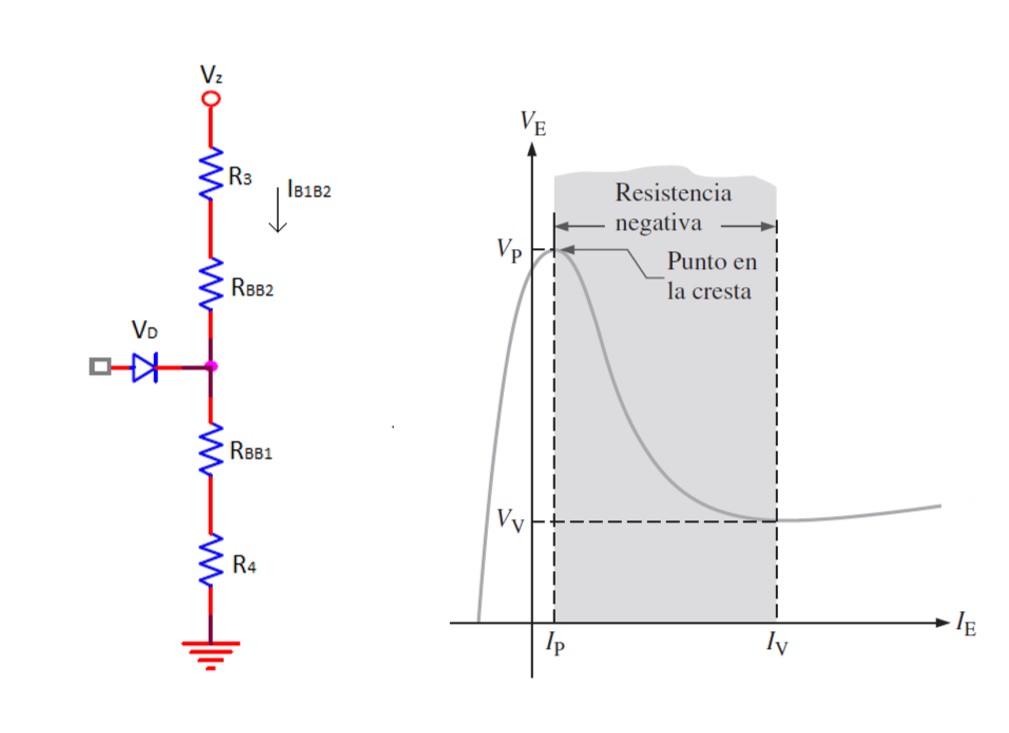 Vz
R3
IB1B2
RBB2
VD
RBB1
R4
VE
Resistencia
negativa
VP
Punto en
la cresta
VV
IP
IV
IE